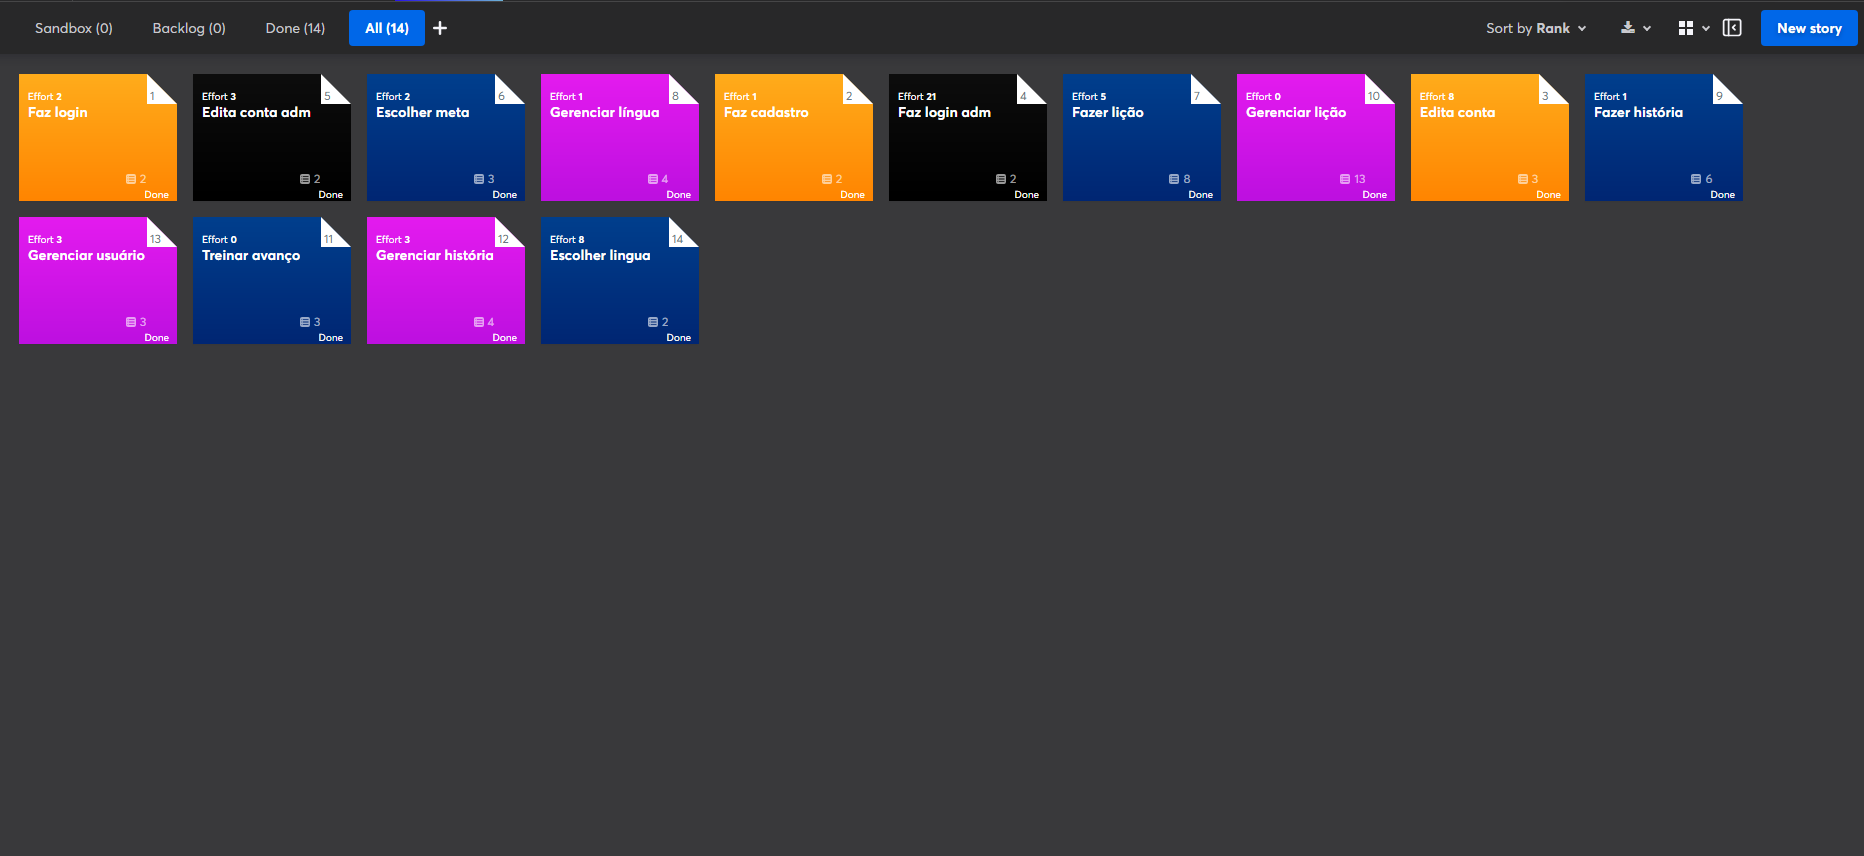 Sandbox (0) Backlog (0) Done (14) All (14) Sort by Rank New story
Effort 2 1
Faz login
2
Done
Effort 3 5
Edita conta adm
2
Done
Effort 2 6
Escolher meta
3
Done
Effort 1 8
Gerenciar língua
4
Done
Effort 1 2
Faz cadastro
2
Done
Effort 21 4
Faz login adm
2
Done
Effort 5 7
Fazer lição
8
Done
Effort 0 10
Gerenciar lição
13
Done
Effort 8 3
Edita conta
3
Done
Effort 1 9
Fazer história
6
Done
Effort 3 13
Gerenciar usuário
3
Done
Effort 0 11
Treinar avanço
3
Done
Effort 3 12
Gerenciar história
4
Done
Effort 8 14
Escolher lingua
2
Done